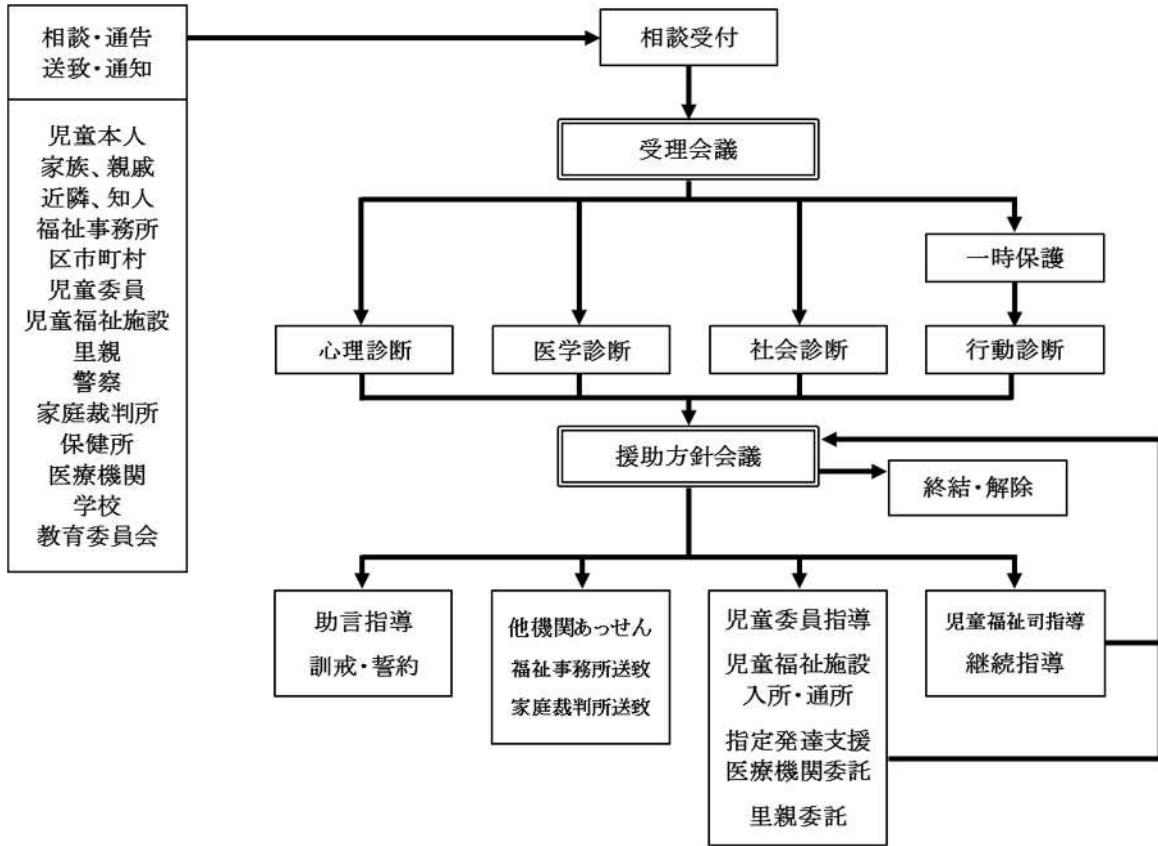 相談・通告
送致・通知
児童本人
家族、親戚
近隣、知人
福祉事務所
区市町村
児童委員
児童福祉施設
里親
警察
家庭裁判所
保健所
医療機関
学校
教育委員会
相談受付
受理会議
一時保護
心理診断
医学診断
社会診断
行動診断
援助方針会議
終結・解除
助言指導
訓戒・誓約
他機関あっせん
福祉事務所送致
家庭裁判所送致
児童委員指導
児童福祉施設
入所・通所
指定発達支援
医療機関委託
里親委託
児童福祉司指導
継続指導